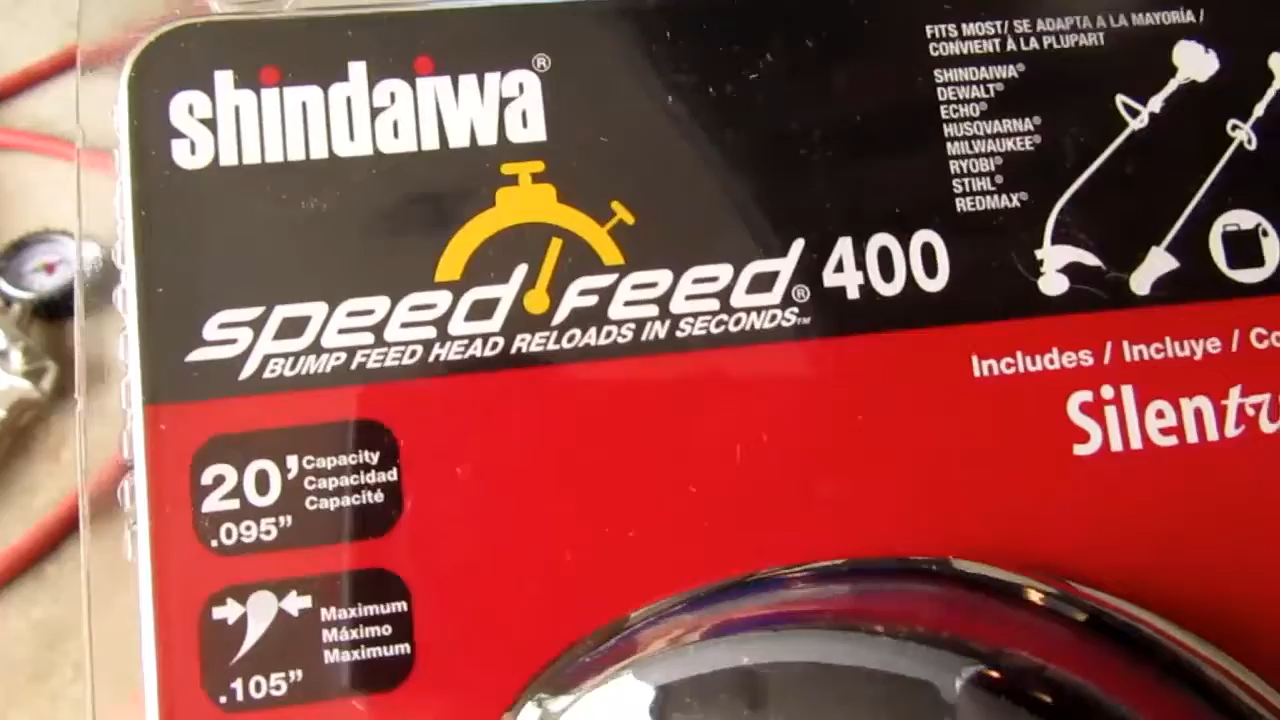 shindaiwa®
speed feed® 400
BUMP FEED HEAD RELOADS IN SECONDS™
FITS MOST/ SE ADAPTA A LA MAYORÍA /
CONVIENT À LA PLUPART
SHINDAIWA®
DEWALT®
ECHO®
HUSQVARNA®
MILWAUKEE®
RYOBI®
STIHL®
REDMAX®
Includes / Incluye /
20' Capacity
Capacidad
Capacité
.095”
Maximum
Máximo
Maximum
.105”